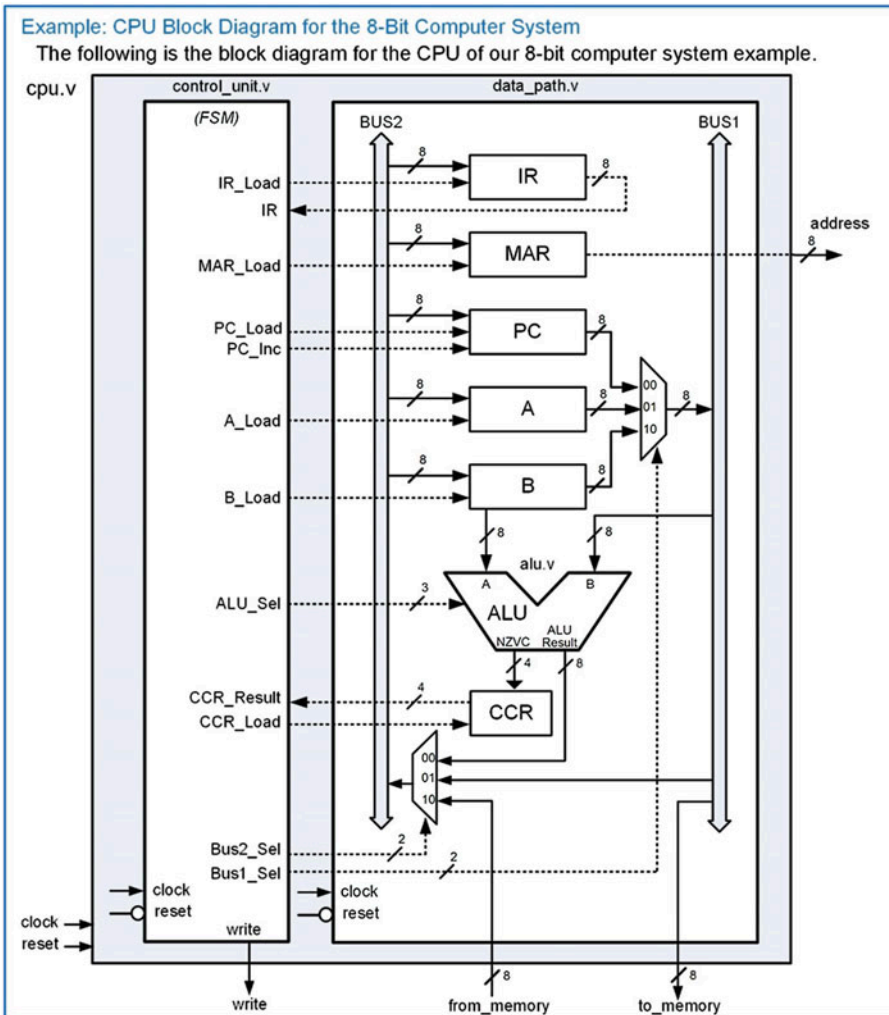 Example: CPU Block Diagram for the 8-Bit Computer System
The following is the block diagram for the CPU of our 8-bit computer system example.
cpu.v
control_unit.v
data_path.v
(FSM)
BUS2
BUS1
8
IR
8
IR_Load
IR
8
MAR
address
8
MAR_Load
8
PC
8
PC_Load
PC_Inc
00
8
A
8
01
8
A_Load
10
8
B
8
B_Load
8
8
alu.v
A
B
ALU_Sel
3
ALU
NZVC
ALU
Result
4
8
CCR_Result
4
CCR
CCR_Load
00
01
10
Bus2_Sel
2
Bus1_Sel
2
clock
reset
clock
reset
clock
reset
write
8
8
write
from_memory
to_memory